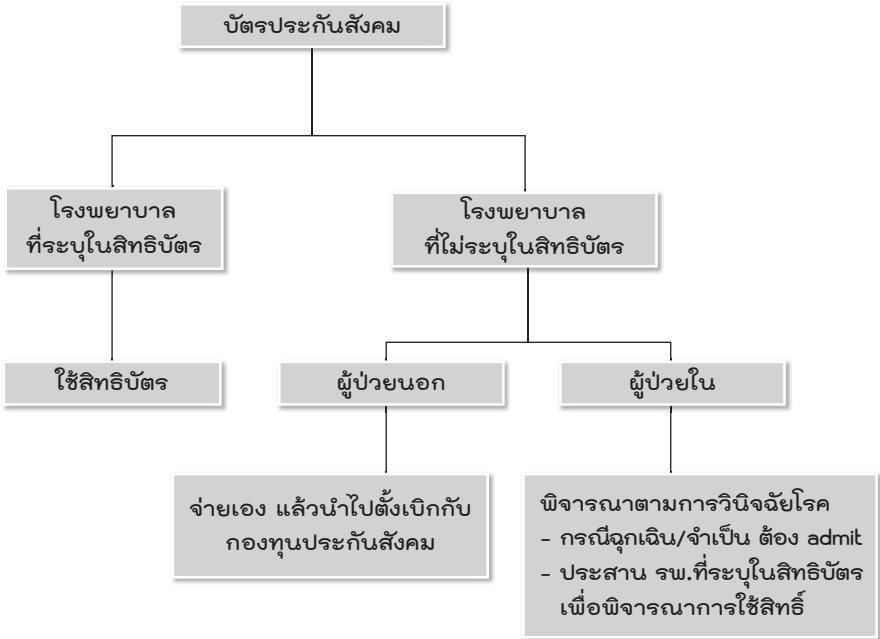 บัตรประกันสังคม
โรงพยาบาล
ที่ระบุในสิทธิบัตร
โรงพยาบาล
ที่ไม่ระบุในสิทธิบัตร
ใช้สิทธิบัตร
ผู้ป่วยนอก
ผู้ป่วยใน
จ่ายเอง แล้วนำไปตั้งเบิกกับ
กองทุนประกันสังคม
พิจารณาตามการวินิจฉัยโรค
- กรณีฉุกเฉิน/จำเป็น ต้อง admit
- ประสาน รพ.ที่ระบุในสิทธิบัตร
เพื่อพิจารณาการใช้สิทธิ์